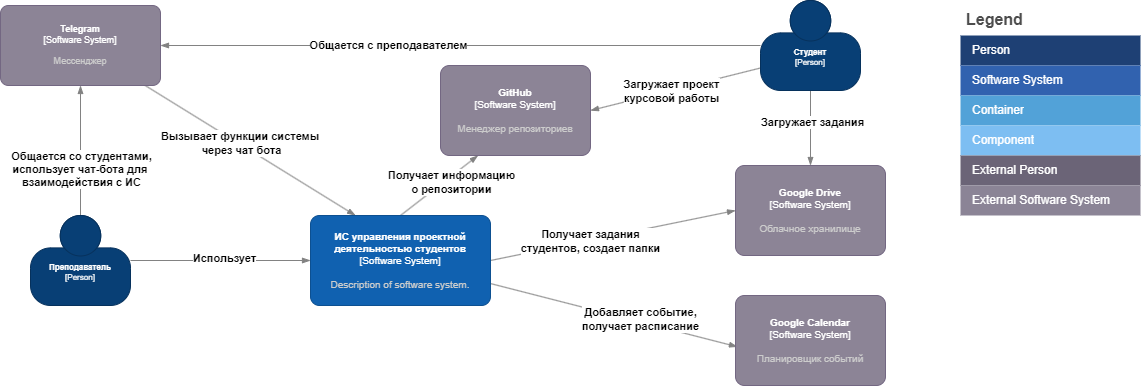 Telegram
[Software System]
Мессенджер
Общается с преподавателем
Студент
[Person]
GitHub
[Software System]
Менеджер репозиториев
Загружает проект
курсовой работы
Загружает задания
Вызывает функции системы
через чат бота
Общается со студентами,
использует чат-бота для
взаимодействия с ИС
Получает информацию
о репозитории
Google Drive
[Software System]
Облачное хранилище
Преподаватель
[Person]
Использует
ИС управления проектной
деятельностью студентов
[Software System]
Description of software system.
Получает задания
студентов, создает папки
Добавляет событие,
получает расписание
Google Calendar
[Software System]
Планировщик событий
Legend
Person
Software System
Container
Component
External Person
External Software System